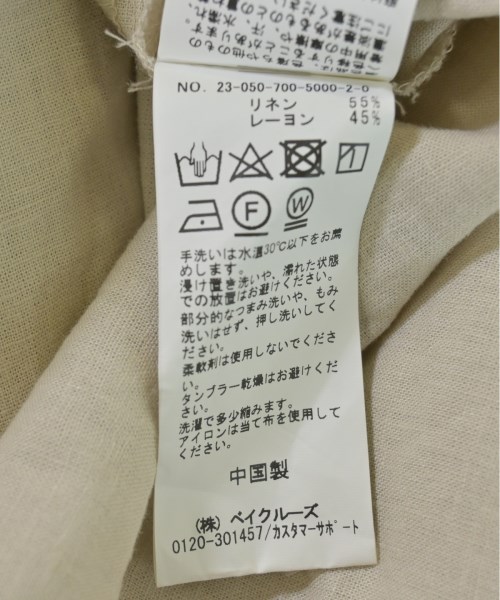 NO. 23-050-700-5000-2-0
リネン 55%
レーヨン 45%
F
W
手洗いは水温30℃以下をお薦
めします。
浸け置き洗いや、濡れた状態
での放置はお避けください。
部分的なつまみ洗いや、もみ
洗いはせず、押し洗いしてく
ださい。
柔軟剤は使用しないでくださ
い。
タンブラー乾燥はお避けくだ
さい。
洗濯で多少縮みます。
アイロンは当て布を使用して
ください。
中国製
(株) ベイクルーズ
0120-301457/カスタマーサポート